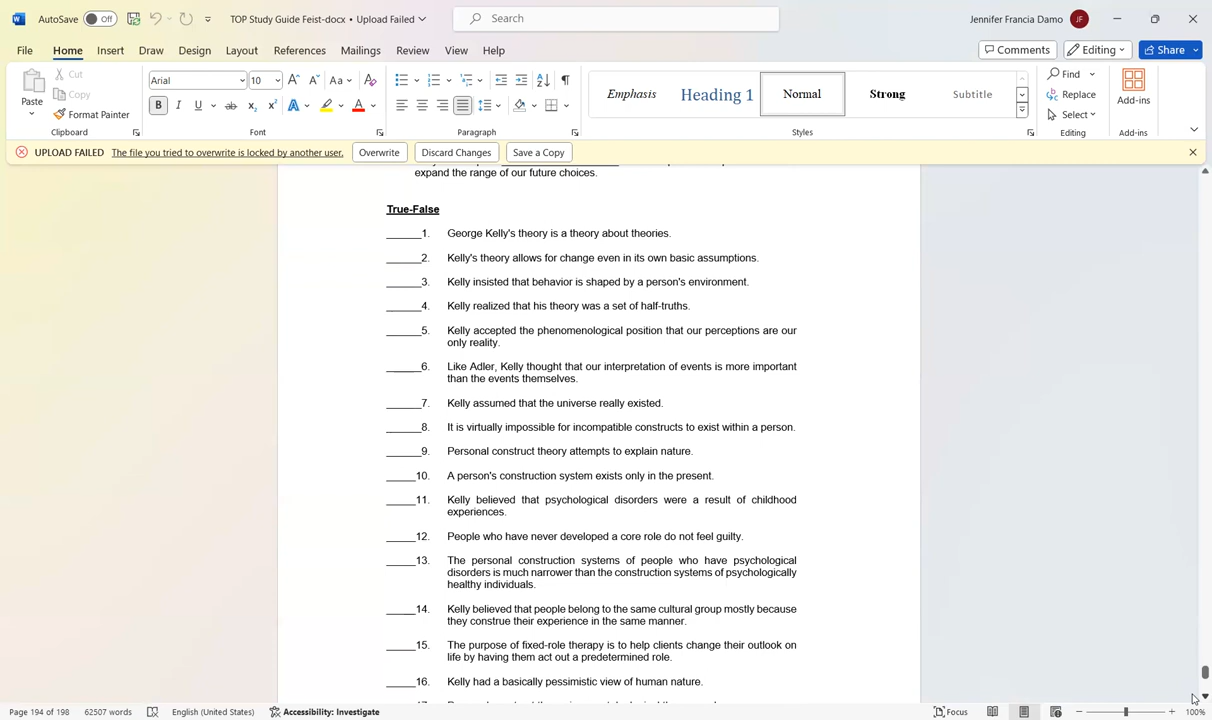 AutoSave Off TOP Study Guide Feist-docx • Upload Failed Search Jennifer Francia Damo JF
File Home Insert Draw Design Layout References Mailings Review View Help Comments Editing Share
Paste Cut Copy Format Painter Clipboard
Arial 10 Font
Paragraph
Emphasis Heading 1 Normal Strong Subtitle Styles
Find Replace Select Editing
Add-ins Add-ins
UPLOAD FAILED The file you tried to overwrite is locked by another user. Overwrite Discard Changes Save a Copy
expand the range of our future choices.
True-False
______1. George Kelly's theory is a theory about theories.
______2. Kelly's theory allows for change even in its own basic assumptions.
______3. Kelly insisted that behavior is shaped by a person's environment.
______4. Kelly realized that his theory was a set of half-truths.
______5. Kelly accepted the phenomenological position that our perceptions are our
only reality.
______6. Like Adler, Kelly thought that our interpretation of events is more important
than the events themselves.
______7. Kelly assumed that the universe really existed.
______8. It is virtually impossible for incompatible constructs to exist within a person.
______9. Personal construct theory attempts to explain nature.
_____10. A person's construction system exists only in the present.
_____11. Kelly believed that psychological disorders were a result of childhood
experiences.
_____12. People who have never developed a core role do not feel guilty.
_____13. The personal construction systems of people who have psychological
disorders is much narrower than the construction systems of psychologically
healthy individuals.
_____14. Kelly believed that people belong to the same cultural group mostly because
they construe their experience in the same manner.
_____15. The purpose of fixed-role therapy is to help clients change their outlook on
life by having them act out a predetermined role.
_____16. Kelly had a basically pessimistic view of human nature.
Page 194 of 198 62507 words English (United States) Accessibility: Investigate Focus 100%